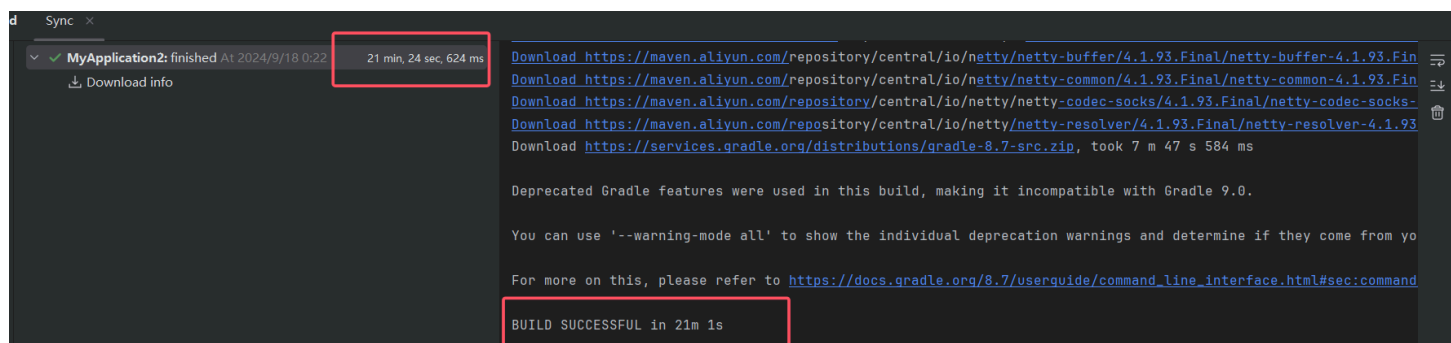 d Sync ×
MyApplication2: finished At 2024/9/18 0:22 21 min, 24 sec, 624 ms
Download info
Download https://maven.aliyun.com/repository/central/io/netty/netty-buffer/4.1.93.Final/netty-buffer-4.1.93.Fin
Download https://maven.aliyun.com/repository/central/io/netty/netty-common/4.1.93.Final/netty-common-4.1.93.Fin
Download https://maven.aliyun.com/repository/central/io/netty/netty-codec-socks/4.1.93.Final/netty-codec-socks-
Download https://maven.aliyun.com/repository/central/io/netty/netty-resolver/4.1.93.Final/netty-resolver-4.1.93
Download https://services.gradle.org/distributions/gradle-8.7-src.zip, took 7 m 47 s 584 ms
Deprecated Gradle features were used in this build, making it incompatible with Gradle 9.0.
You can use '--warning-mode all' to show the individual deprecation warnings and determine if they come from yo
For more on this, please refer to https://docs.gradle.org/8.7/userguide/command_line_interface.html#sec:command
BUILD SUCCESSFUL in 21m 1s